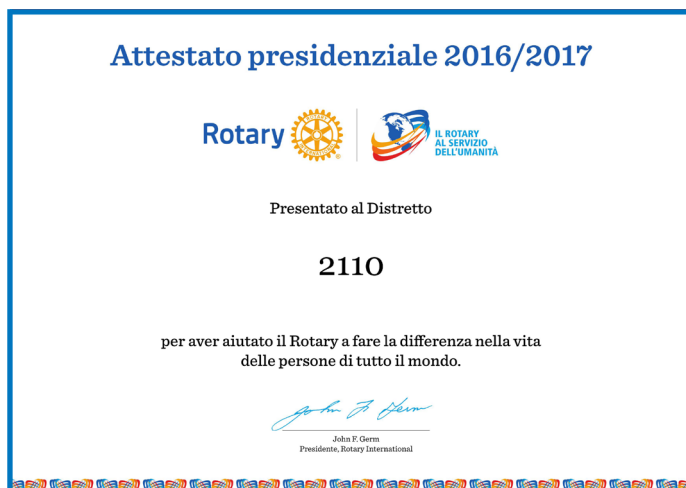 Attestato presidenziale 2016/2017
Rotary
ROTARY
INTERNATIONAL
IL ROTARY
AL SERVIZIO
DELL'UMANITÀ
Presentato al Distretto
2110
per aver aiutato il Rotary a fare la differenza nella vita
delle persone di tutto il mondo.
John F. Germ
John F. Germ
Presidente, Rotary International